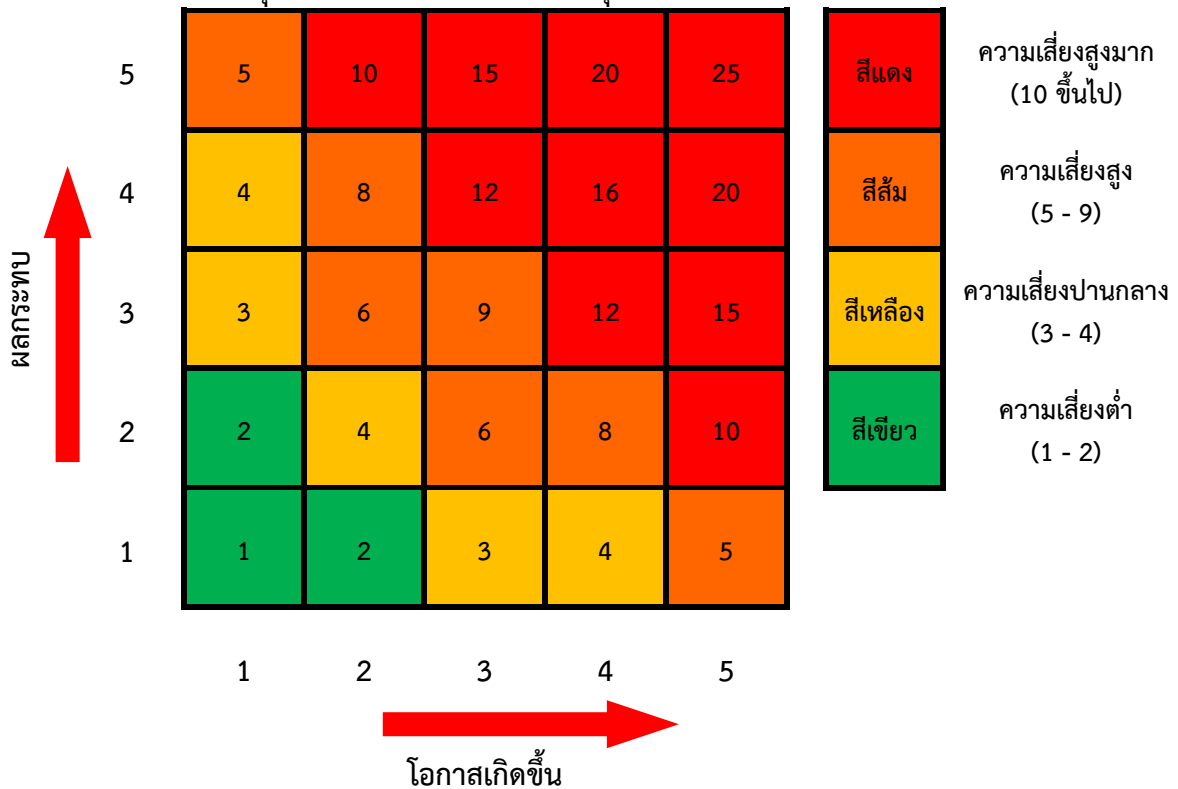 5 5 10 15 20 25 สีแดง ความเสี่ยงสูงมาก
(10 ขึ้นไป)
4 4 8 12 16 20 สีส้ม ความเสี่ยงสูง
(5 - 9)
ผลกระทบ
3 3 6 9 12 15 สีเหลือง ความเสี่ยงปานกลาง
(3 - 4)
2 2 4 6 8 10 สีเขียว ความเสี่ยงต่ำ
(1 - 2)
1 1 2 3 4 5
1 2 3 4 5
โอกาสเกิดขึ้น